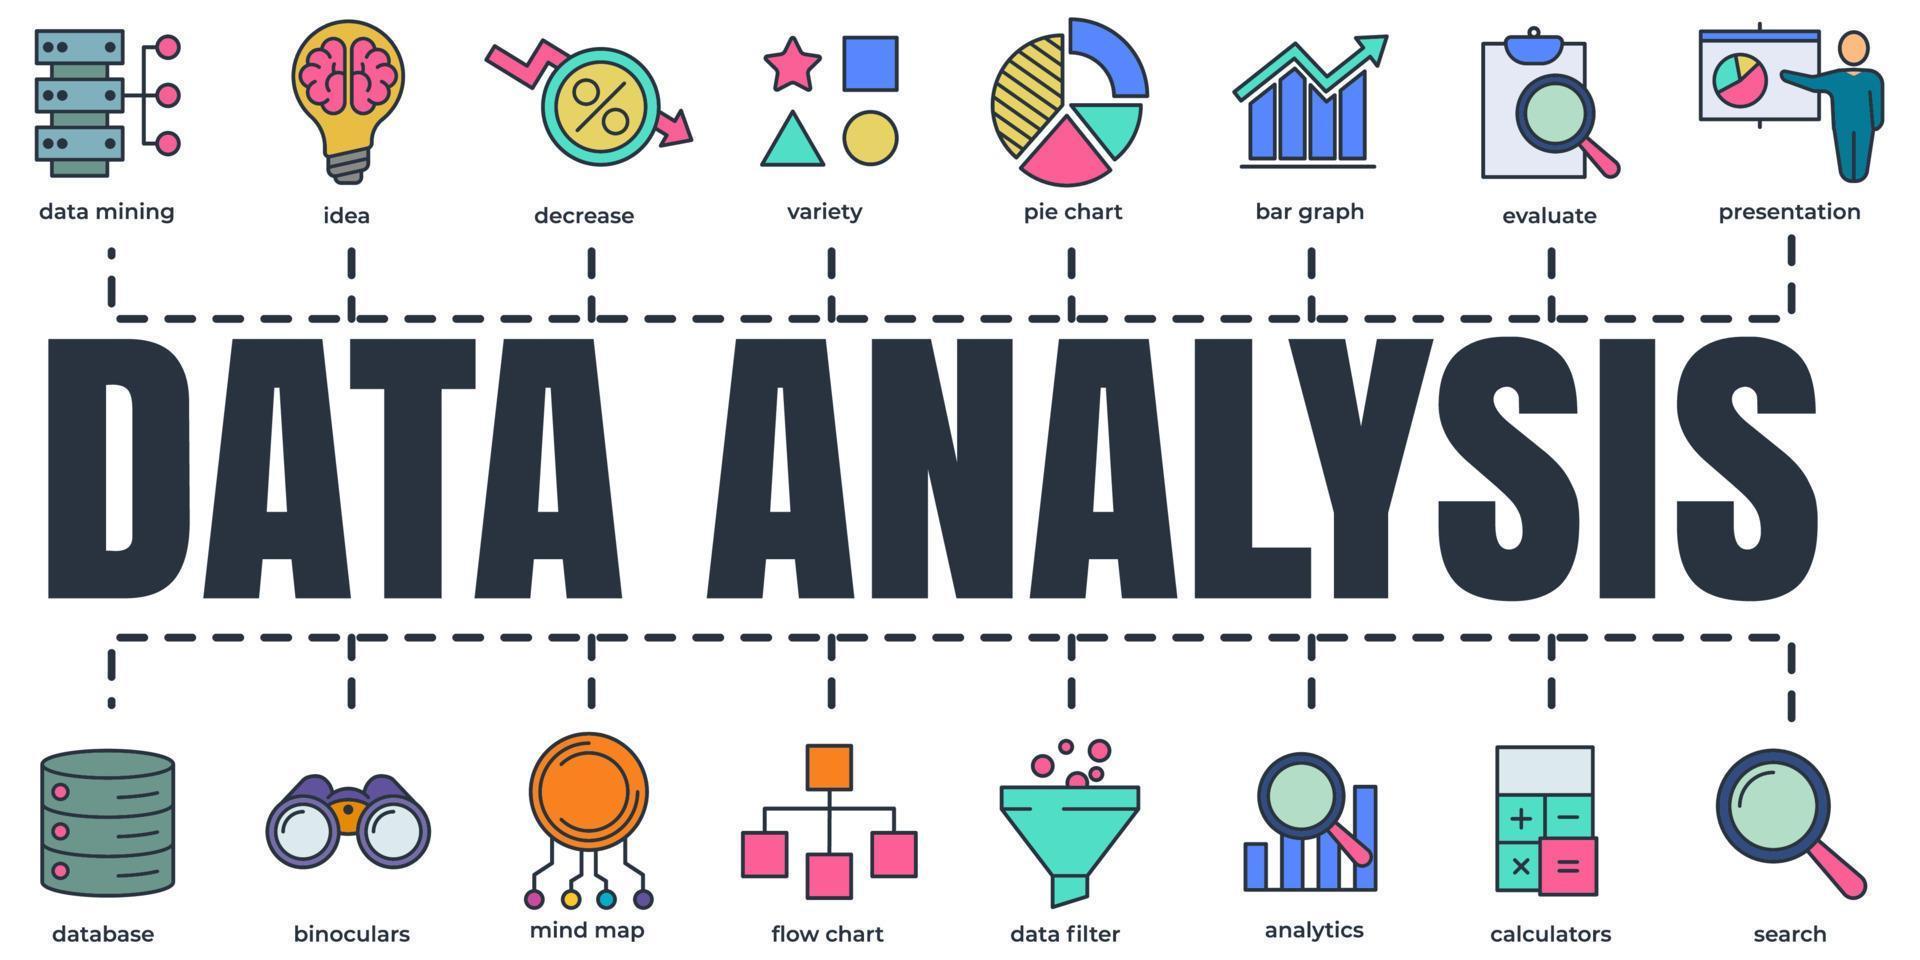 data mining
idea
decrease
variety
pie chart
bar graph
evaluate
presentation
DATA ANALYSIS
database
binoculars
mind map
flow chart
data filter
analytics
calculators
search